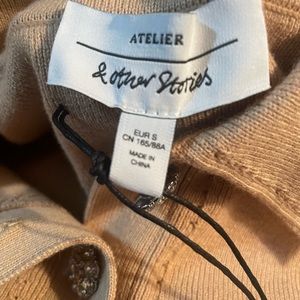 ATELIER
& other Stories
EUR S
CN 165/88A
MADE IN
CHINA